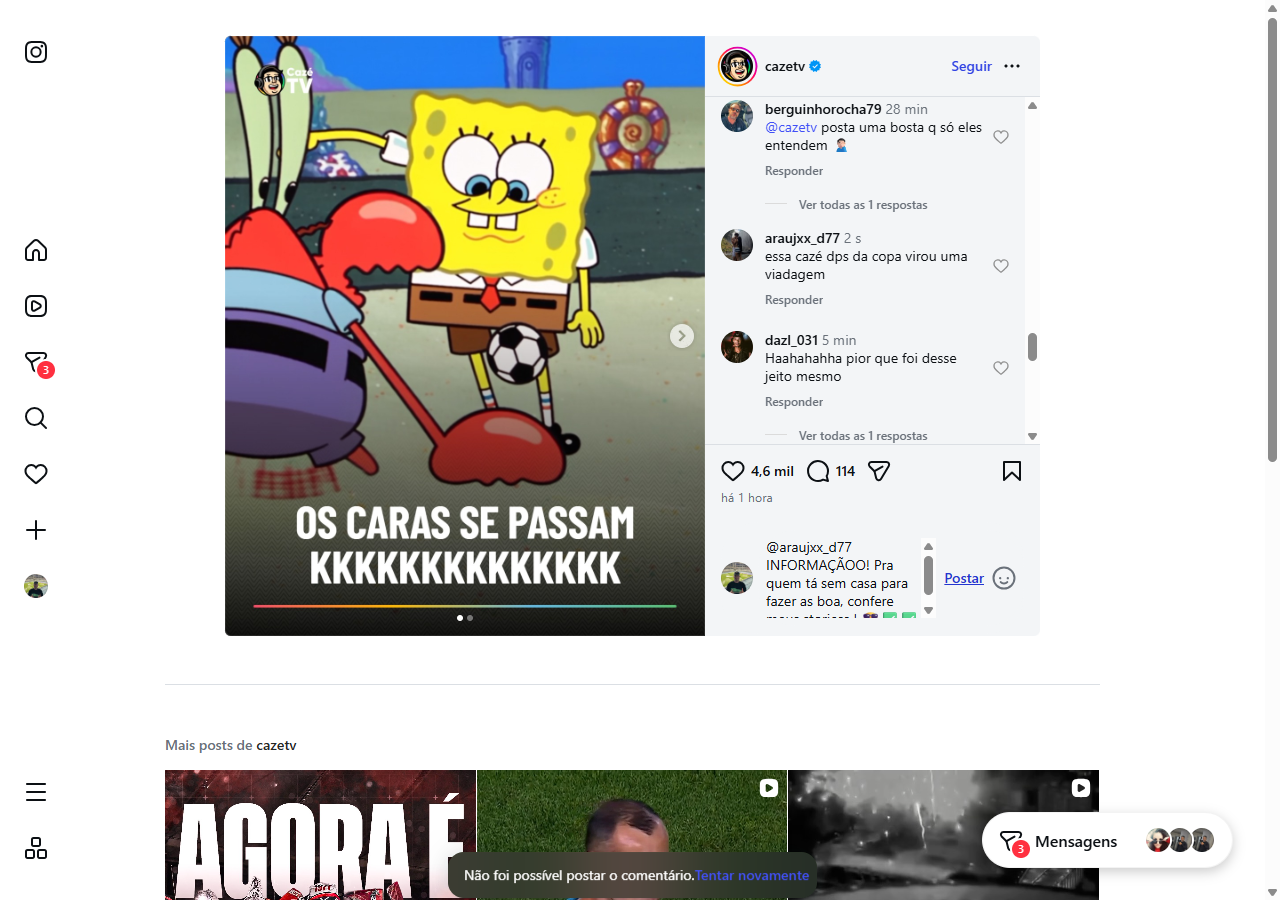 Cazé
TV
OS CARAS SE PASSAM
KKKKKKKKKKKKKK
cazetv
Seguir
berguinhorocha79 28 min
@cazetv posta uma bosta q só eles
entendem 🤦🏻‍♂️
Responder
Ver todas as 1 respostas
araujxx_d77 2 s
essa cazé dps da copa virou uma
viadagem
Responder
dazl_031 5 min
Haahahahha pior que foi desse
jeito mesmo
Responder
Ver todas as 1 respostas
4,6 mil
114
há 1 hora
@araujxx_d77
INFORMAÇÃOO! Pra
quem tá sem casa para
fazer as boa, confere
Postar
3
Mais posts de cazetv
AGORA É
Não foi possível postar o comentário. Tentar novamente
3
Mensagens